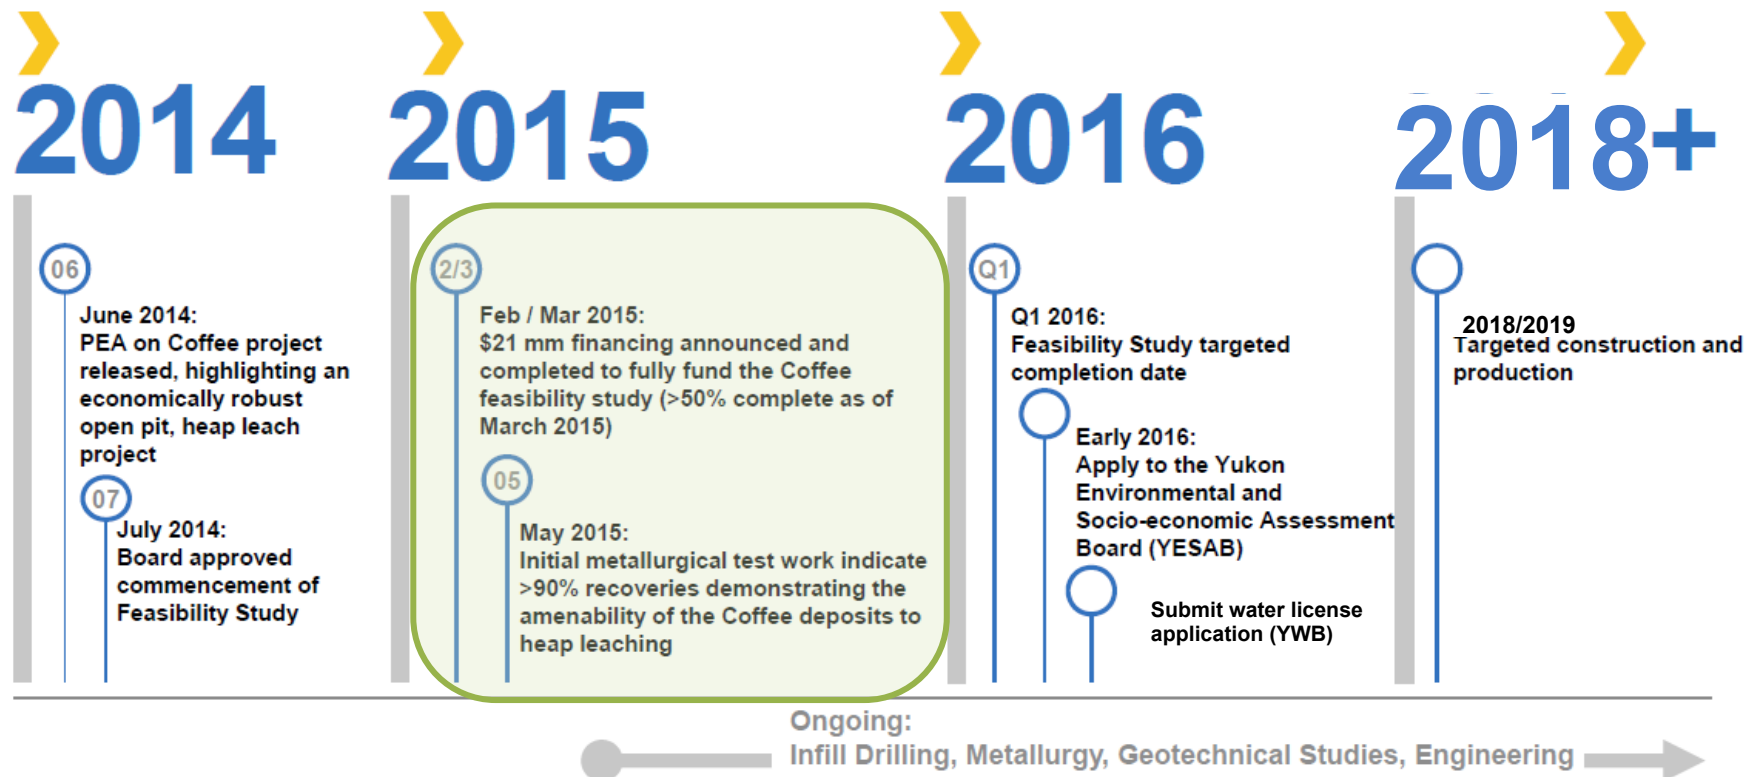 2014
06
June 2014:
PEA on Coffee project
released, highlighting an
economically robust
open pit, heap leach
project
07
July 2014:
Board approved
commencement of
Feasibility Study
2015
2/3
Feb / Mar 2015:
$21 mm financing announced and
completed to fully fund the Coffee
feasibility study (>50% complete as of
March 2015)
05
May 2015:
Initial metallurgical test work indicate
>90% recoveries demonstrating the
amenability of the Coffee deposits to
heap leaching
2016
Q1
Q1 2016:
Feasibility Study targeted
completion date
Early 2016:
Apply to the Yukon
Environmental and
Socio-economic Assessment
Board (YESAB)
Submit water license
application (YWB)
2018+
2018/2019
Targeted construction and
production
Ongoing:
Infill Drilling, Metallurgy, Geotechnical Studies, Engineering